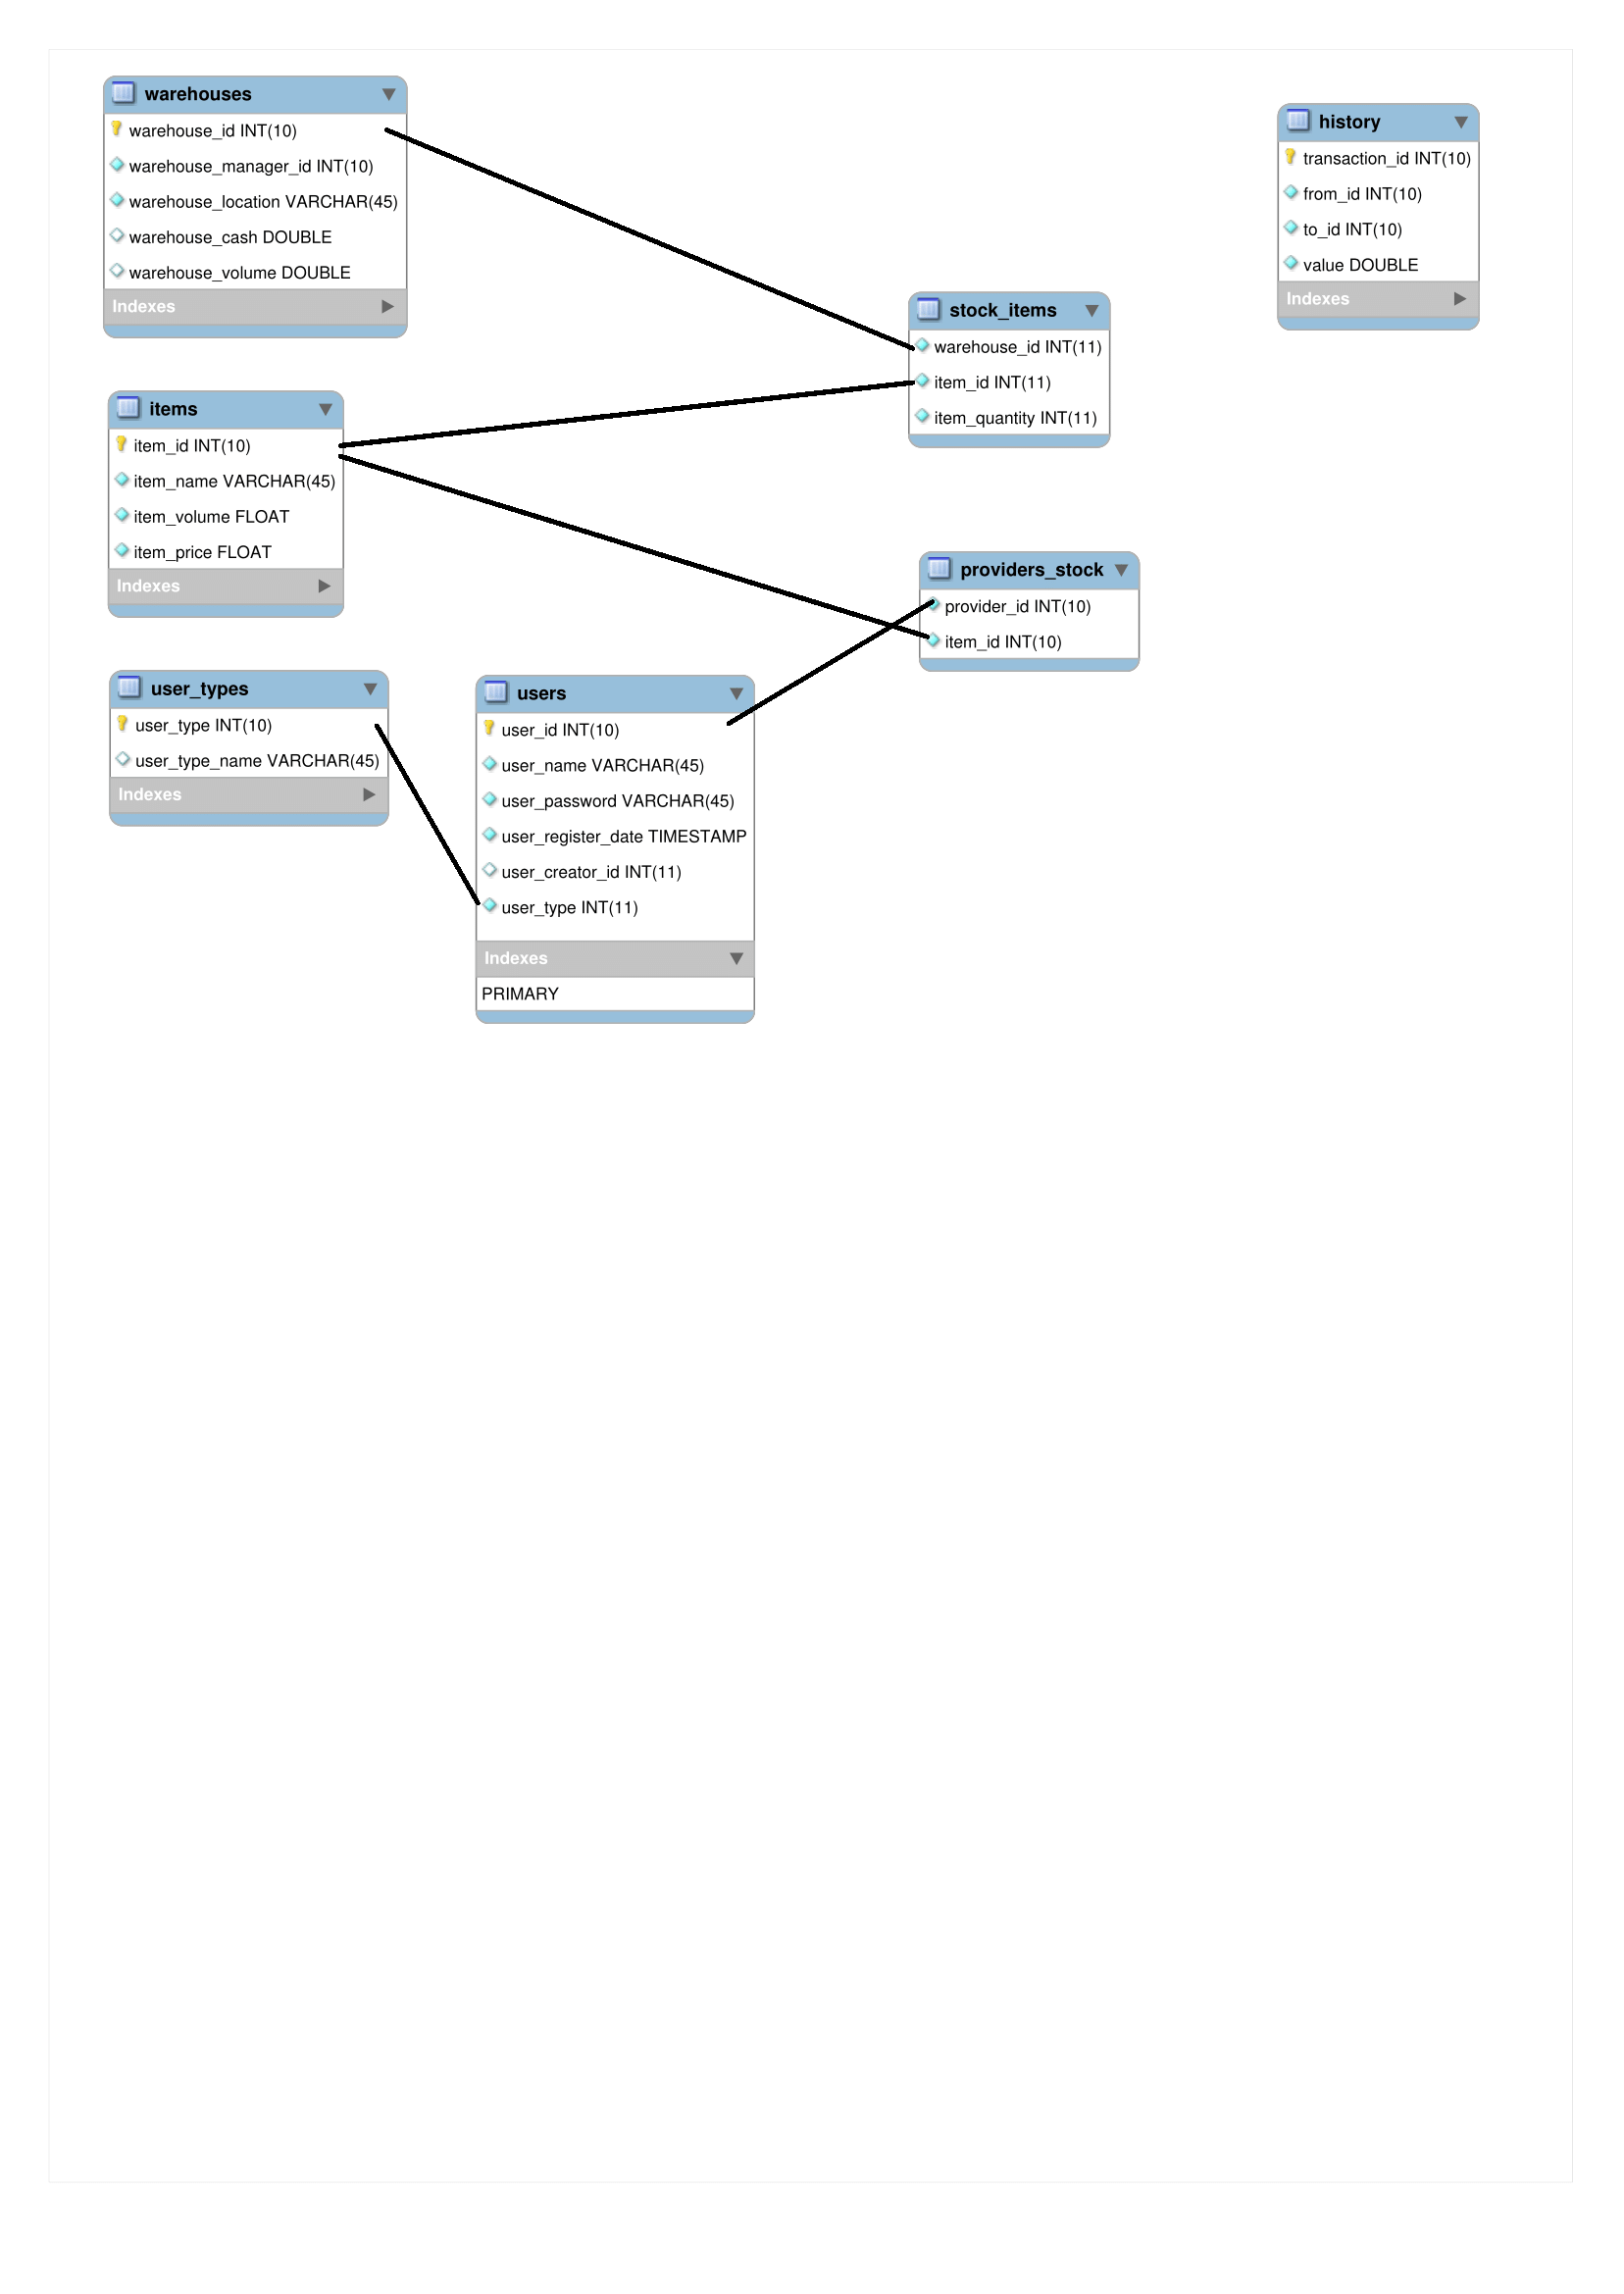 warehouses
warehouse_id INT(10)
warehouse_manager_id INT(10)
warehouse_location VARCHAR(45)
warehouse_cash DOUBLE
warehouse_volume DOUBLE
Indexes
history
transaction_id INT(10)
from_id INT(10)
to_id INT(10)
value DOUBLE
Indexes
stock_items
warehouse_id INT(11)
item_id INT(11)
item_quantity INT(11)
items
item_id INT(10)
item_name VARCHAR(45)
item_volume FLOAT
item_price FLOAT
Indexes
providers_stock
provider_id INT(10)
item_id INT(10)
user_types
user_type INT(10)
user_type_name VARCHAR(45)
Indexes
users
user_id INT(10)
user_name VARCHAR(45)
user_password VARCHAR(45)
user_register_date TIMESTAMP
user_creator_id INT(11)
user_type INT(11)
Indexes
PRIMARY